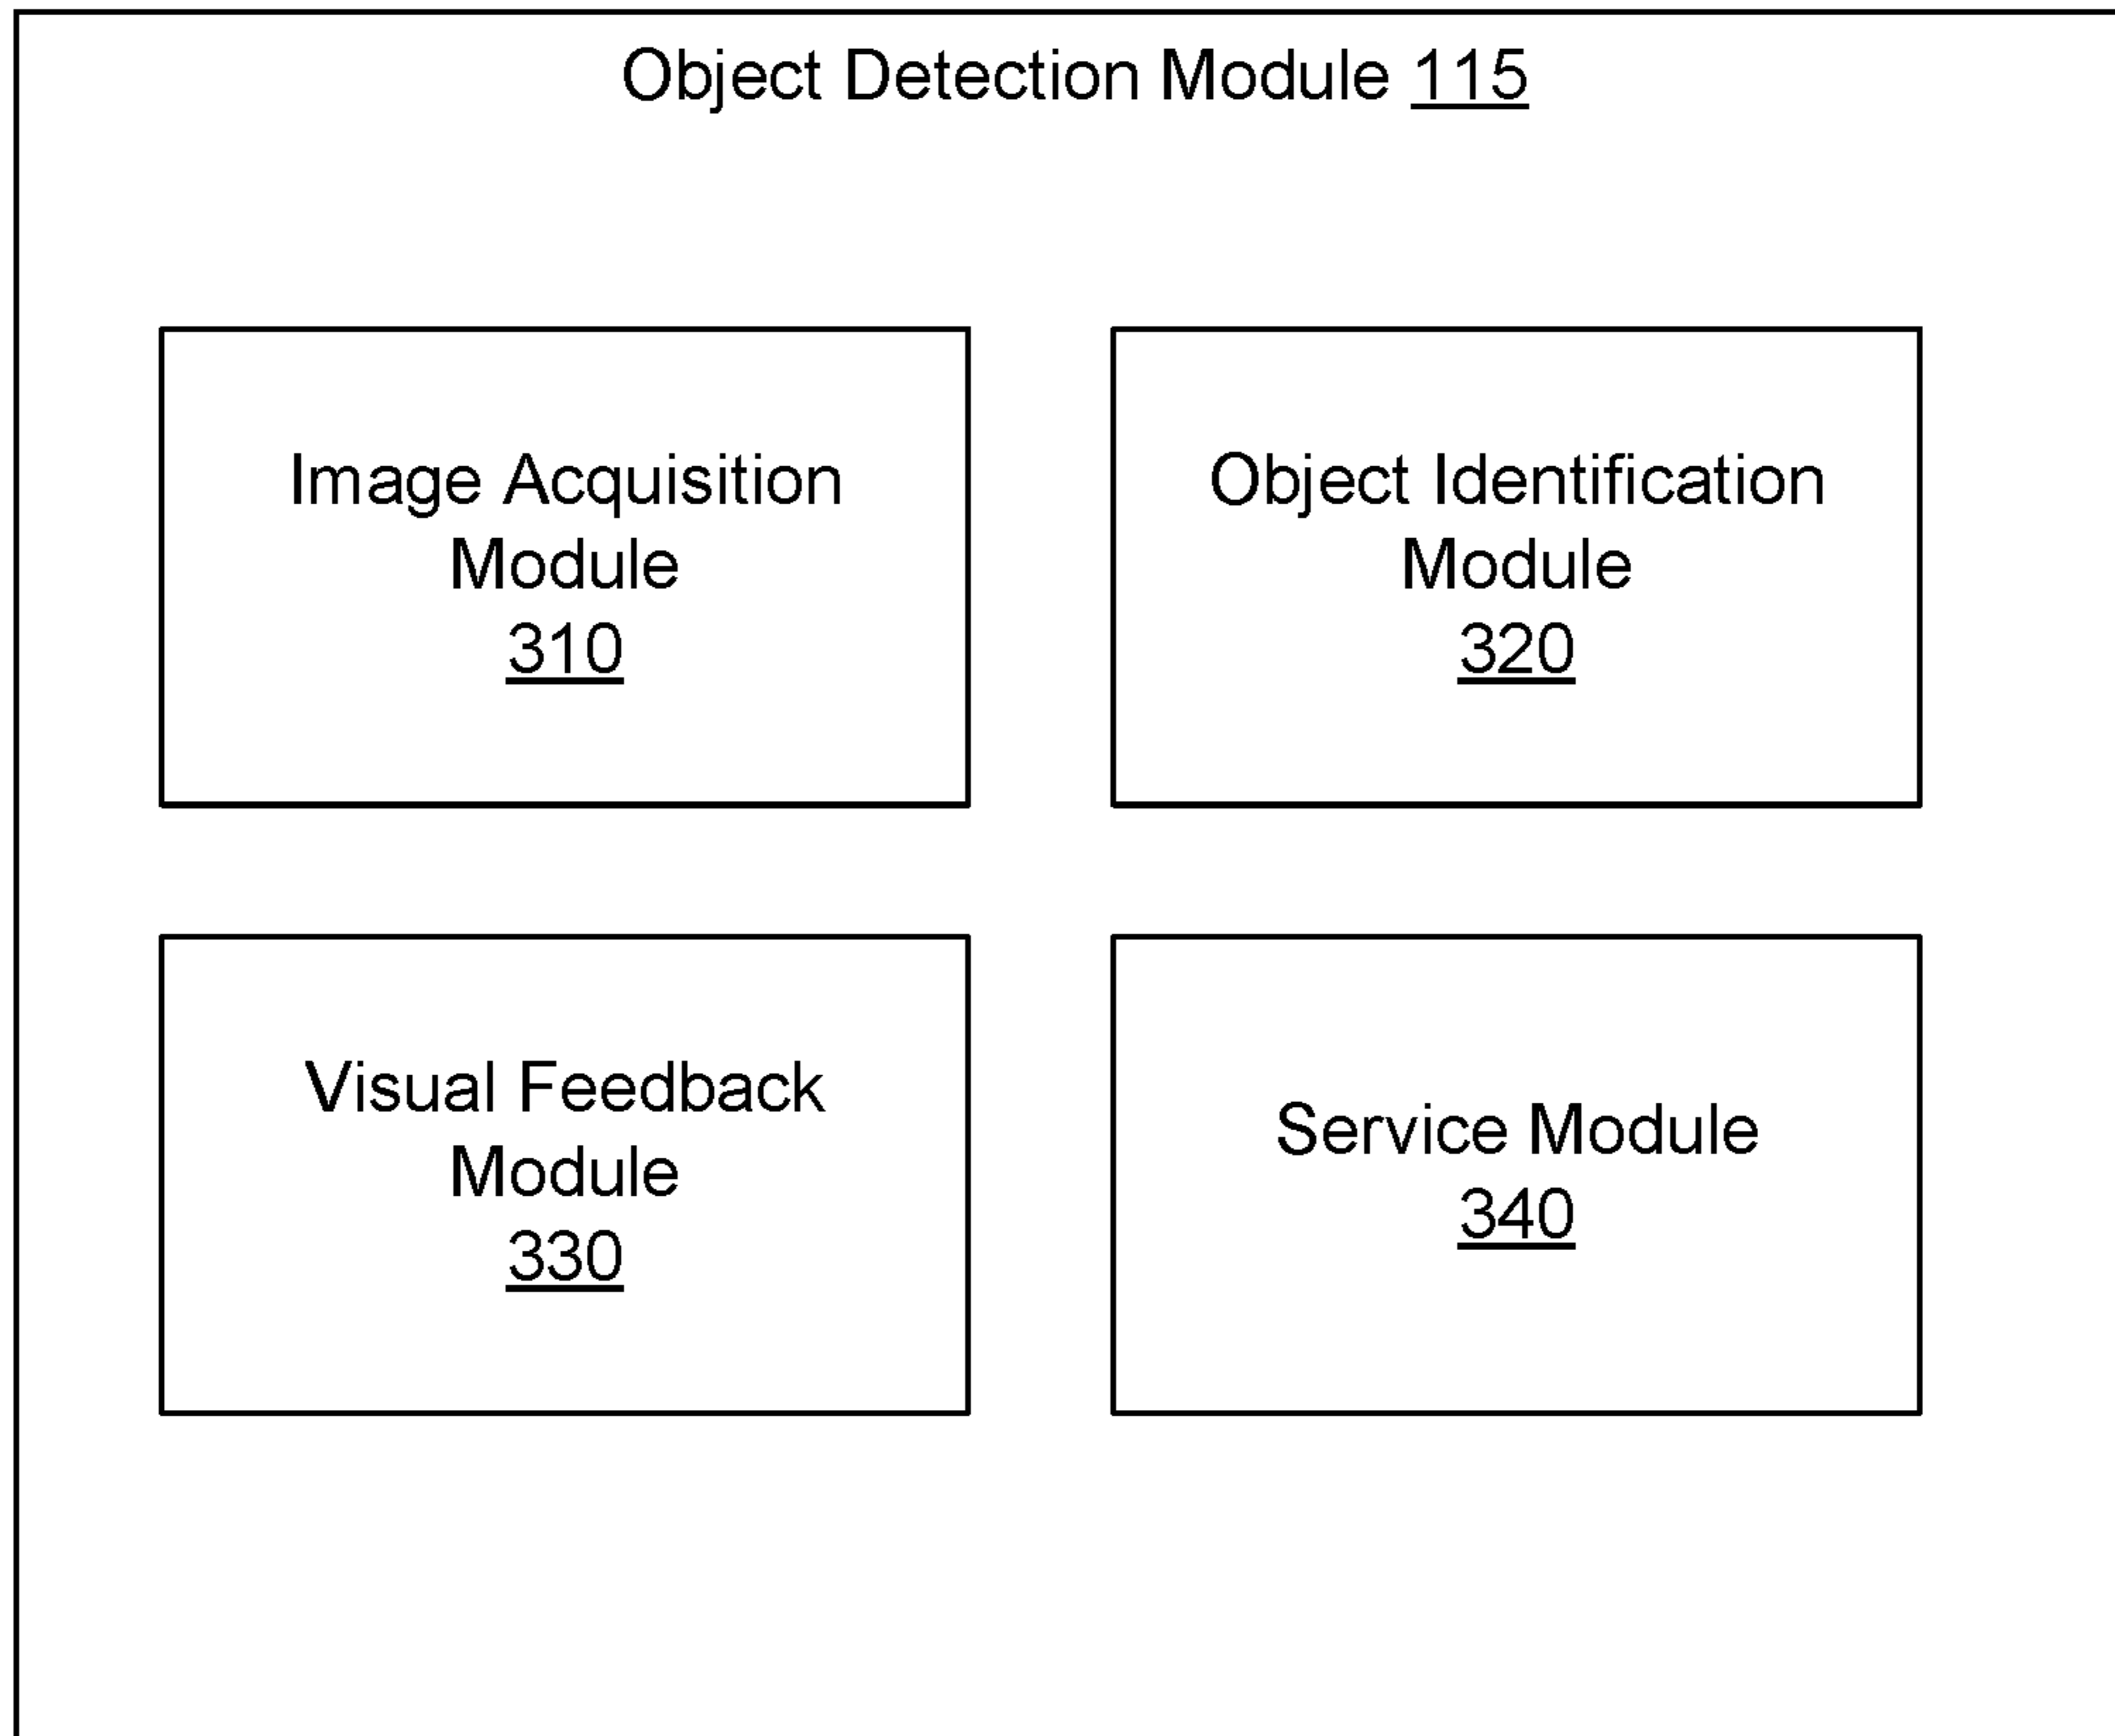 Object Detection Module 115
Image Acquisition
Module
310
Object Identification
Module
320
Visual Feedback
Module
330
Service Module
340